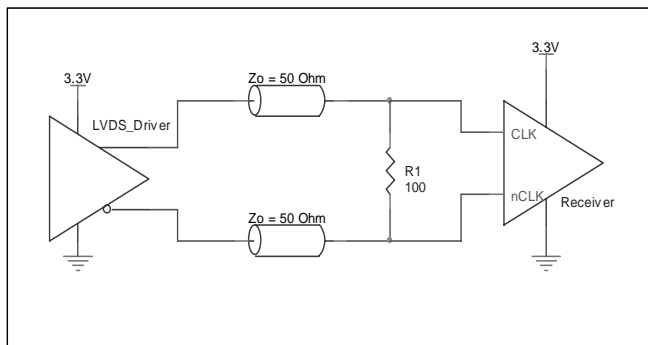 3.3V
LVDS_Driver
Zo = 50 Ohm
3.3V
CLK
R1
100
nCLK
Receiver
Zo = 50 Ohm